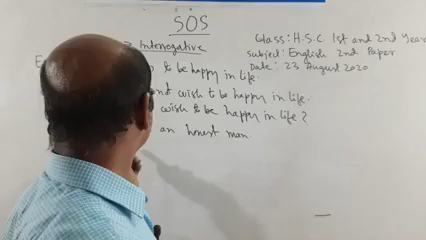 SOS
Interrogative
Class: H.S.C 1st and 2nd Year
Subject: English 2nd Paper
Date: 23 August 2020
to be happy in life.
wish to be happy in life.
wish to be happer in life?
an honest man